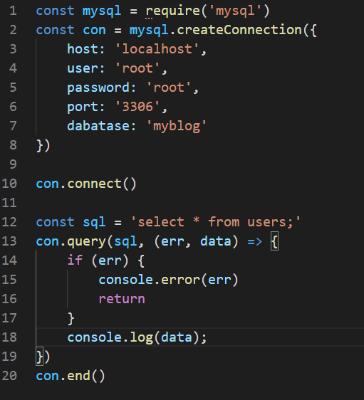 1 const mysql = require('mysql')
2 const con = mysql.createConnection({
3     host: 'localhost',
4     user: 'root',
5     password: 'root',
6     port: '3306',
7     dabatase: 'myblog'
8 })
9
10 con.connect()
11
12 const sql = 'select * from users;'
13 con.query(sql, (err, data) => {
14     if (err) {
15         console.error(err)
16         return
17     }
18     console.log(data);
19 })
20 con.end()